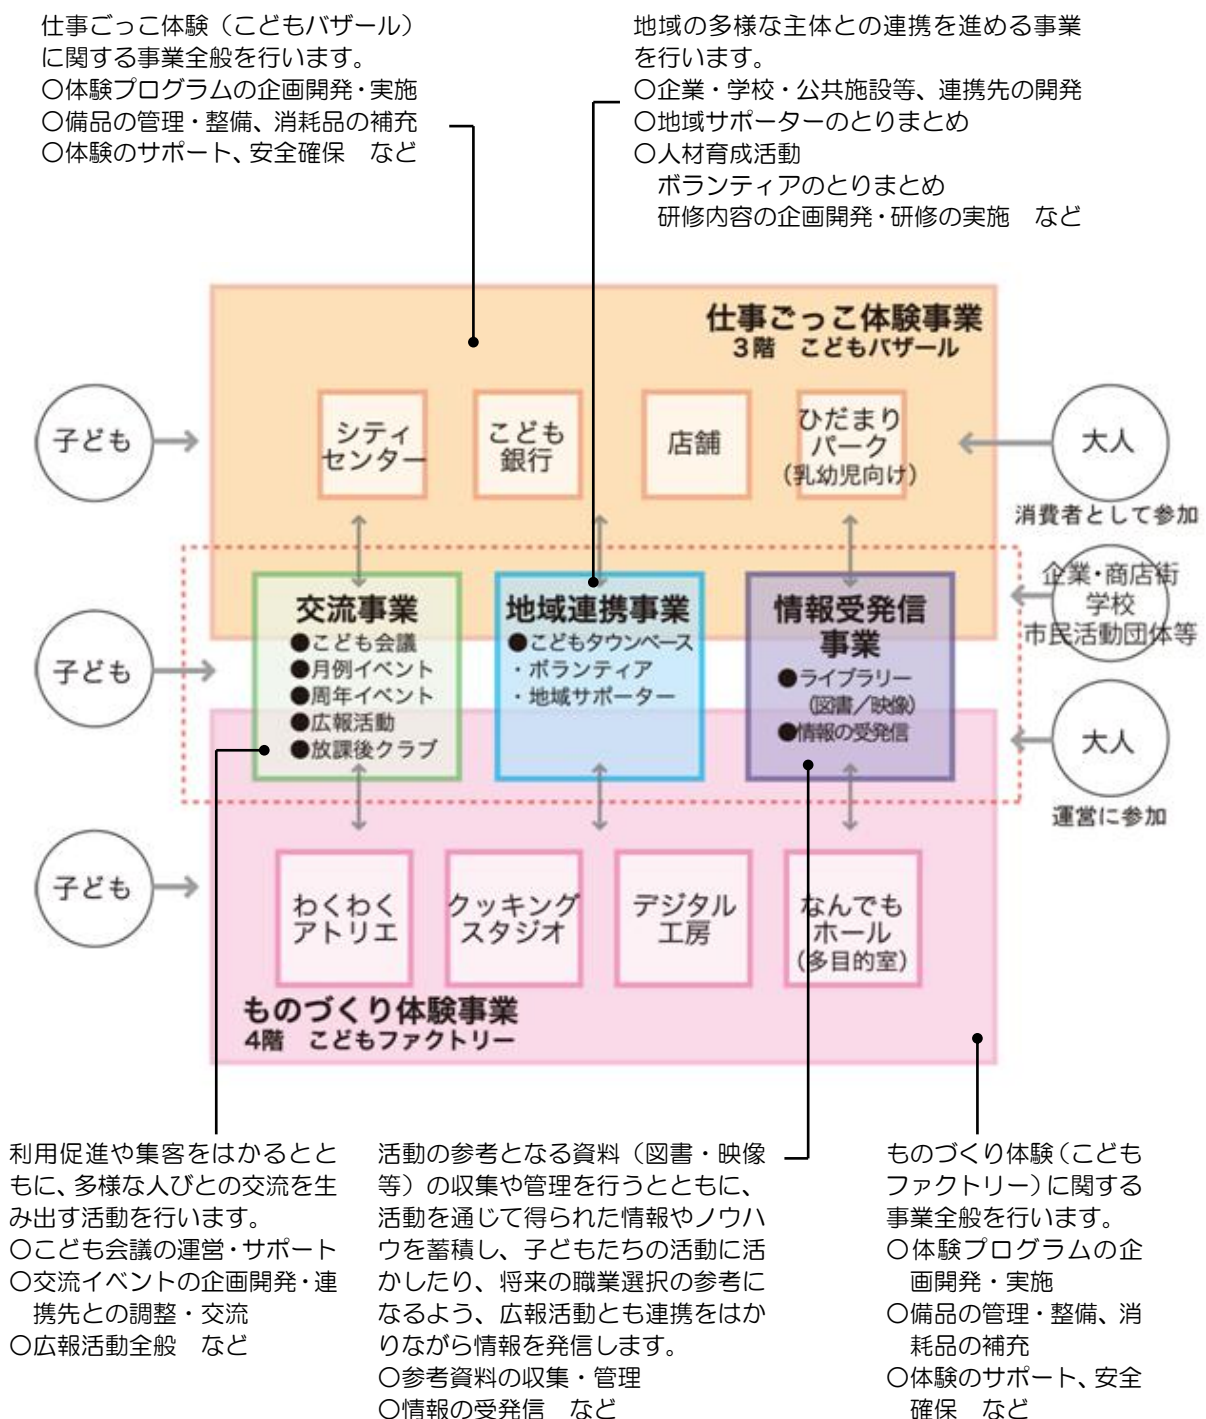 仕事ごっこ体験（こどもバザール）
に関する事業全般を行います。
○体験プログラムの企画開発・実施
○備品の管理・整備、消耗品の補充
○体験のサポート、安全確保　など
地域の多様な主体との連携を進める事業
を行います。
○企業・学校・公共施設等、連携先の開発
○地域サポーターのとりまとめ
○人材育成活動
ボランティアのとりまとめ
研修内容の企画開発・研修の実施　など
仕事ごっこ体験事業
3階　こどもバザール
子ども
シティ
センター
こども
銀行
店舗
ひだまり
パーク
（乳幼児向け）
大人
消費者として参加
企業・商店街
学校
市民活動団体等
子ども
交流事業
●こども会議
●月例イベント
●周年イベント
●広報活動
●放課後クラブ
地域連携事業
●こどもタウンベース
・ボランティア
・地域サポーター
情報受発信
事業
●ライブラリー
（図書／映像）
●情報の受発信
大人
運営に参加
子ども
わくわく
アトリエ
クッキング
スタジオ
デジタル
工房
なんでも
ホール
（多目的室）
ものづくり体験事業
4階　こどもファクトリー
利用促進や集客をはかるとと
もに、多様な人びとの交流を生
み出す活動を行います。
○こども会議の運営・サポート
○交流イベントの企画開発・連
携先との調整・交流
○広報活動全般　など
活動の参考となる資料（図書・映像
等）の収集や管理を行うとともに、
活動を通じて得られた情報やノウハ
ウを蓄積し、子どもたちの活動に活
かしたり、将来の職業選択の参考に
なるよう、広報活動とも連携をはか
りながら情報を発信します。
○参考資料の収集・管理
○情報の受発信　など
ものづくり体験（こども
ファクトリー）に関する
事業全般を行います。
○体験プログラムの企
画開発・実施
○備品の管理・整備、消
耗品の補充
○体験のサポート、安全
確保　など